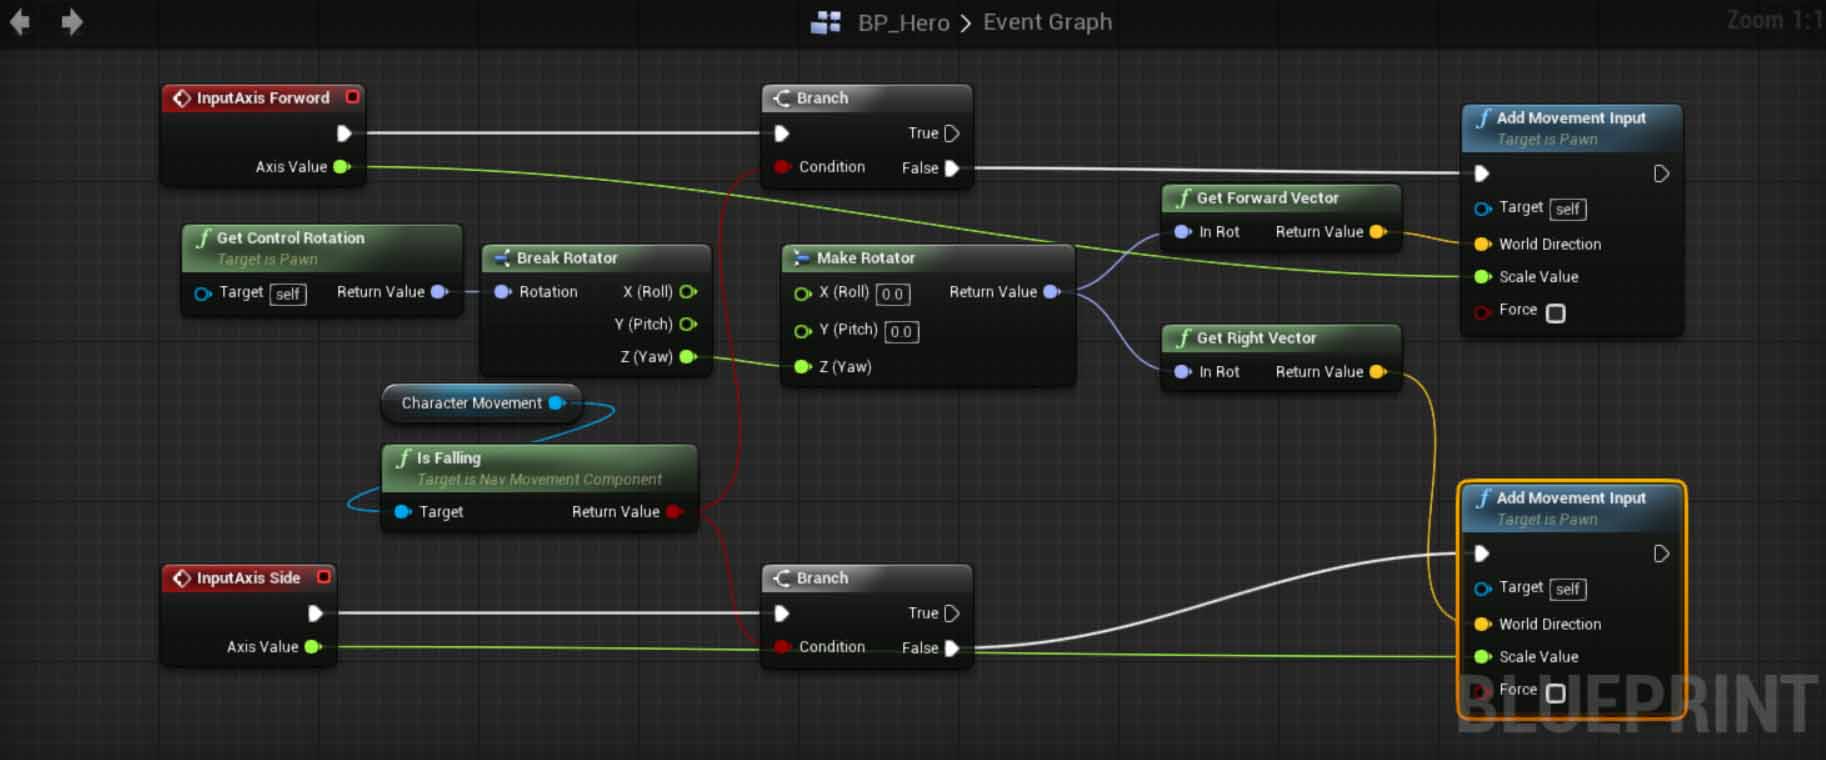 BP_Hero > Event Graph
Zoom 1:1
InputAxis Forword
Axis Value
Branch
True
Condition
False
Add Movement Input
Target is Pawn
Target self
World Direction
Scale Value
Force
Get Control Rotation
Target is Pawn
Target self
Return Value
Break Rotator
Rotation
X (Roll)
Y (Pitch)
Z (Yaw)
Make Rotator
X (Roll) 0.0
Return Value
Y (Pitch) 0.0
Z (Yaw)
Get Forward Vector
In Rot
Return Value
Get Right Vector
In Rot
Return Value
Character Movement
Is Falling
Target is Nav Movement Component
Target
Return Value
InputAxis Side
Axis Value
Branch
True
Condition
False
Add Movement Input
Target is Pawn
Target self
World Direction
Scale Value
Force
BLUEPRINT